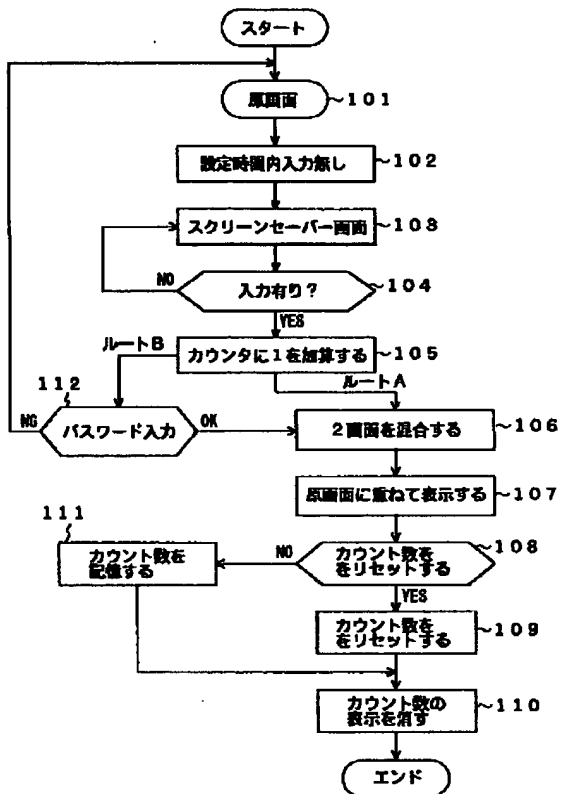 スタート
原画面
~101
設定時間内入力無し
~102
スクリーンセーバー画面
~103
入力有り?
~104
NO
YES
カウンタに1を加算する
~105
ルートB
ルートA
112
パスワード入力
NG
OK
2画面を混合する
~106
原画面に重ねて表示する
~107
111
カウント数を
記憶する
NO
カウント数を
をリセットする
108
YES
カウント数を
をリセットする
~109
カウント数の
表示を消す
~110
エンド